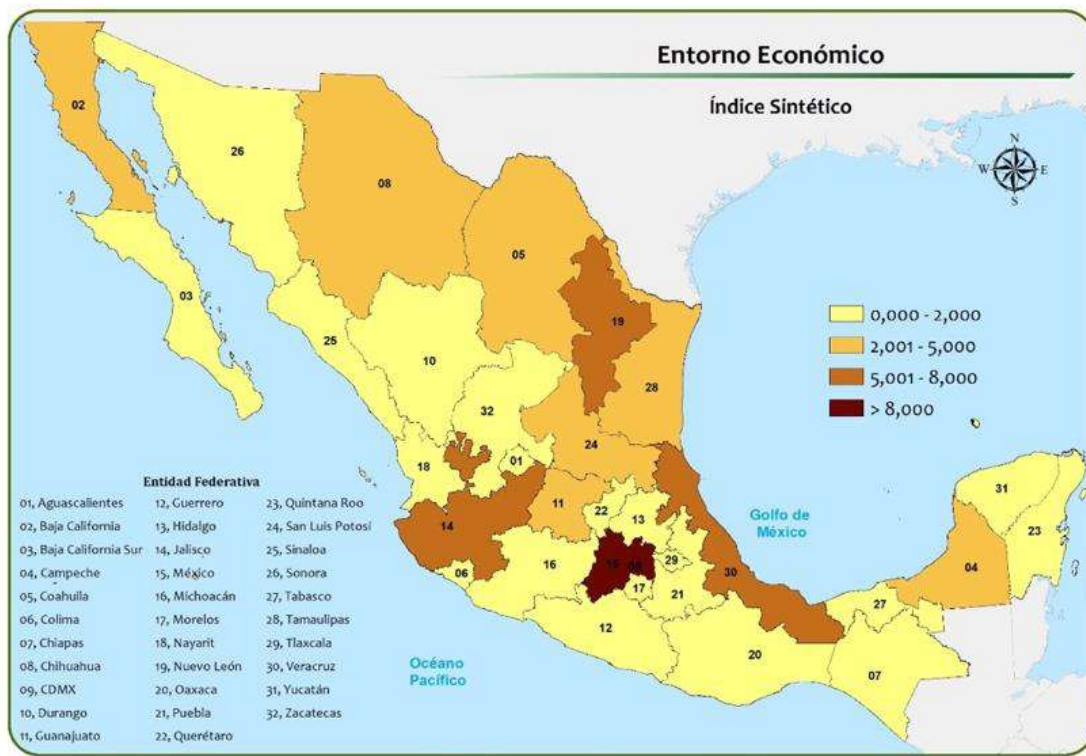 Entorno Económico
Índice Sintético
N
W E
S
02
26
08
05
03
19
25
10
28
32
24
18
01
0,000 - 2,000
2,001 - 5,000
5,001 - 8,000
> 8,000
11
22
13
14
31
23
Golfo de
México
06
16
15
09
29
17
21
30
04
27
12
20
07
Océano
Pacífico
Entidad Federativa
01, Aguascalientes
02, Baja California
03, Baja California Sur
04, Campeche
05, Coahuila
06, Colima
07, Chiapas
08, Chihuahua
09, CDMX
10, Durango
11, Guanajuato
12, Guerrero
13, Hidalgo
14, Jalisco
15, México
16, Michoacán
17, Morelos
18, Nayarit
19, Nuevo León
20, Oaxaca
21, Puebla
22, Querétaro
23, Quintana Roo
24, San Luis Potosí
25, Sinaloa
26, Sonora
27, Tabasco
28, Tamaulipas
29, Tlaxcala
30, Veracruz
31, Yucatán
32, Zacatecas